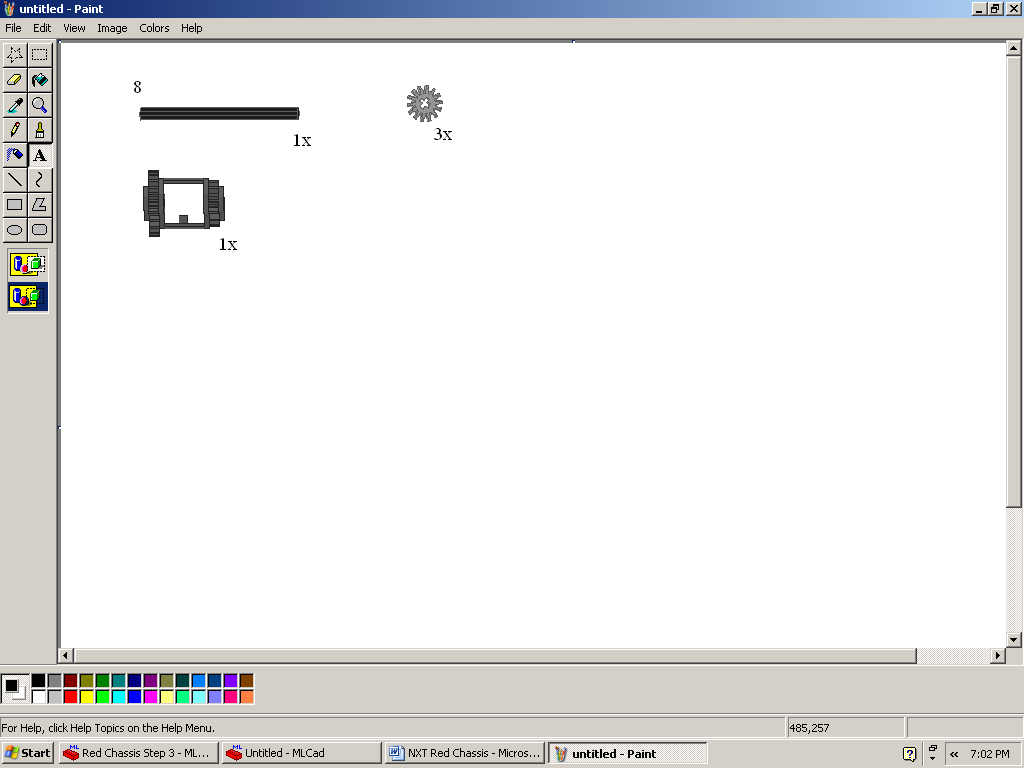 untitled - Paint
File Edit View Image Colors Help
8
1x
3x
1x
A
For Help, click Help Topics on the Help Menu.
485,257
Start
Red Chassis Step 3 - ML...
Untitled - MLCad
NXT Red Chassis - Micros...
untitled - Paint
7:02 PM